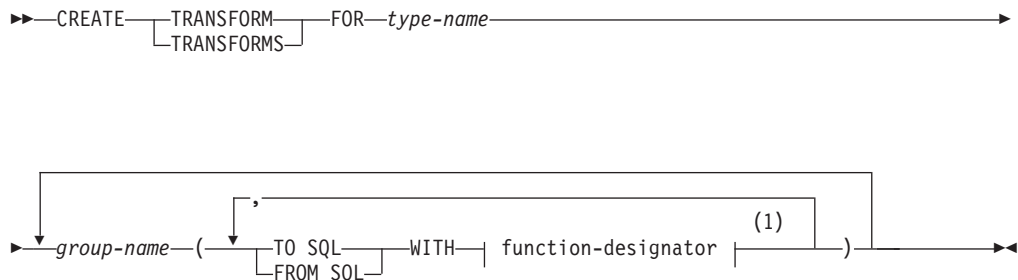 CREATE TRANSFORM FOR type-name
TRANSFORMS
,
(1)
group-name ( TO SQL WITH function-designator )
FROM SQL